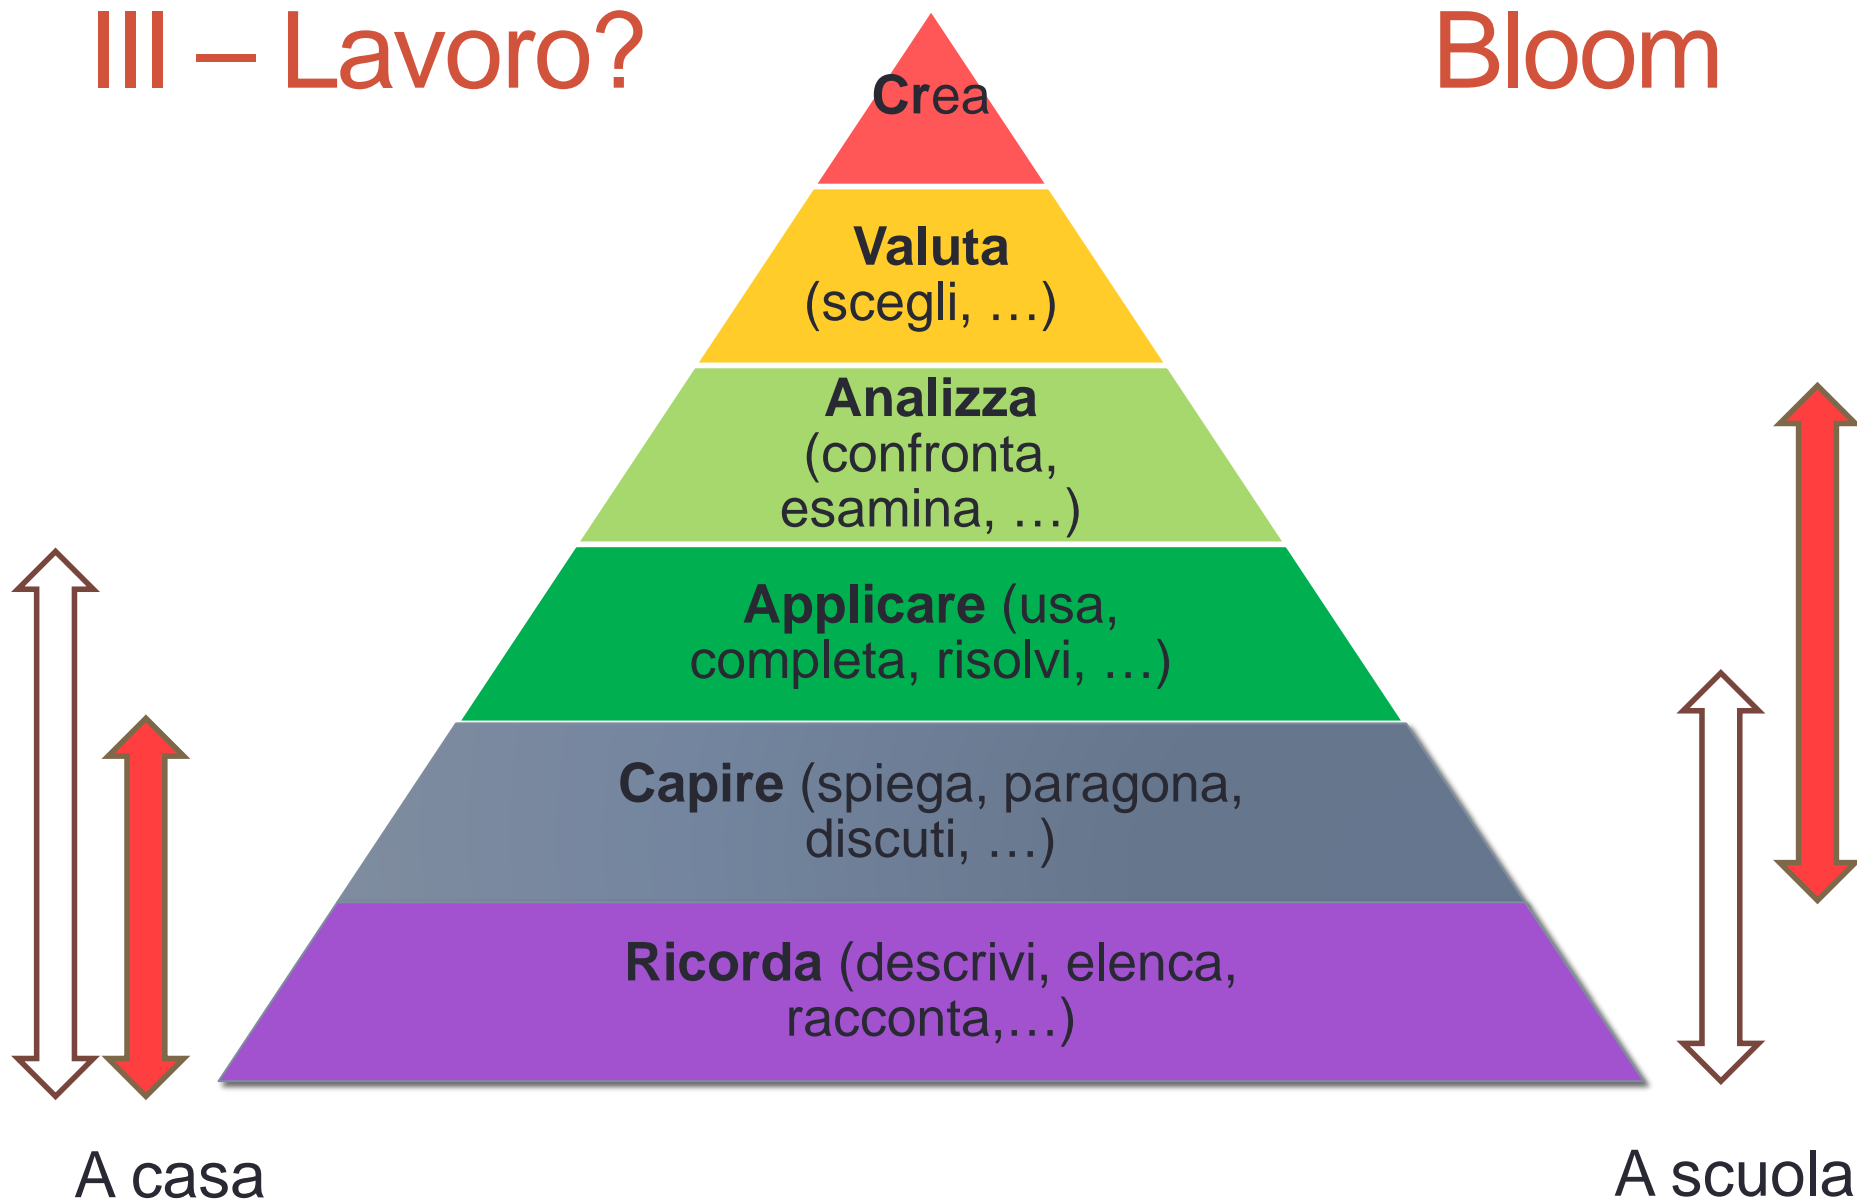 III – Lavoro?
Bloom
Crea
Valuta
(scegli, …)
Analizza
(confronta,
esamina, …)
Applicare (usa,
completa, risolvi, …)
Capire (spiega, paragona,
discuti, …)
Ricorda (descrivi, elenca,
racconta,…)
A casa
A scuola